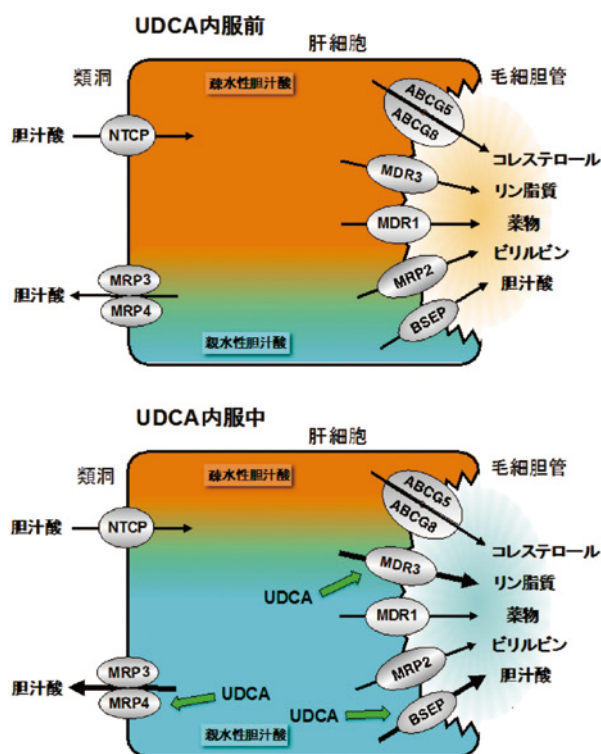 UDCA内服前
肝細胞
類洞
毛細胆管
疎水性胆汁酸
ABCG5
ABCG8
胆汁酸
NTCP
コレステロール
MDR3
リン脂質
MDR1
薬物
ビリルビン
MRP2
MRP3
胆汁酸
胆汁酸
MRP4
BSEP
親水性胆汁酸
UDCA内服中
肝細胞
類洞
毛細胆管
疎水性胆汁酸
ABCG5
ABCG8
胆汁酸
NTCP
コレステロール
MDR3
リン脂質
UDCA
MDR1
薬物
ビリルビン
MRP2
MRP3
胆汁酸
胆汁酸
UDCA
MRP4
UDCA
BSEP
親水性胆汁酸